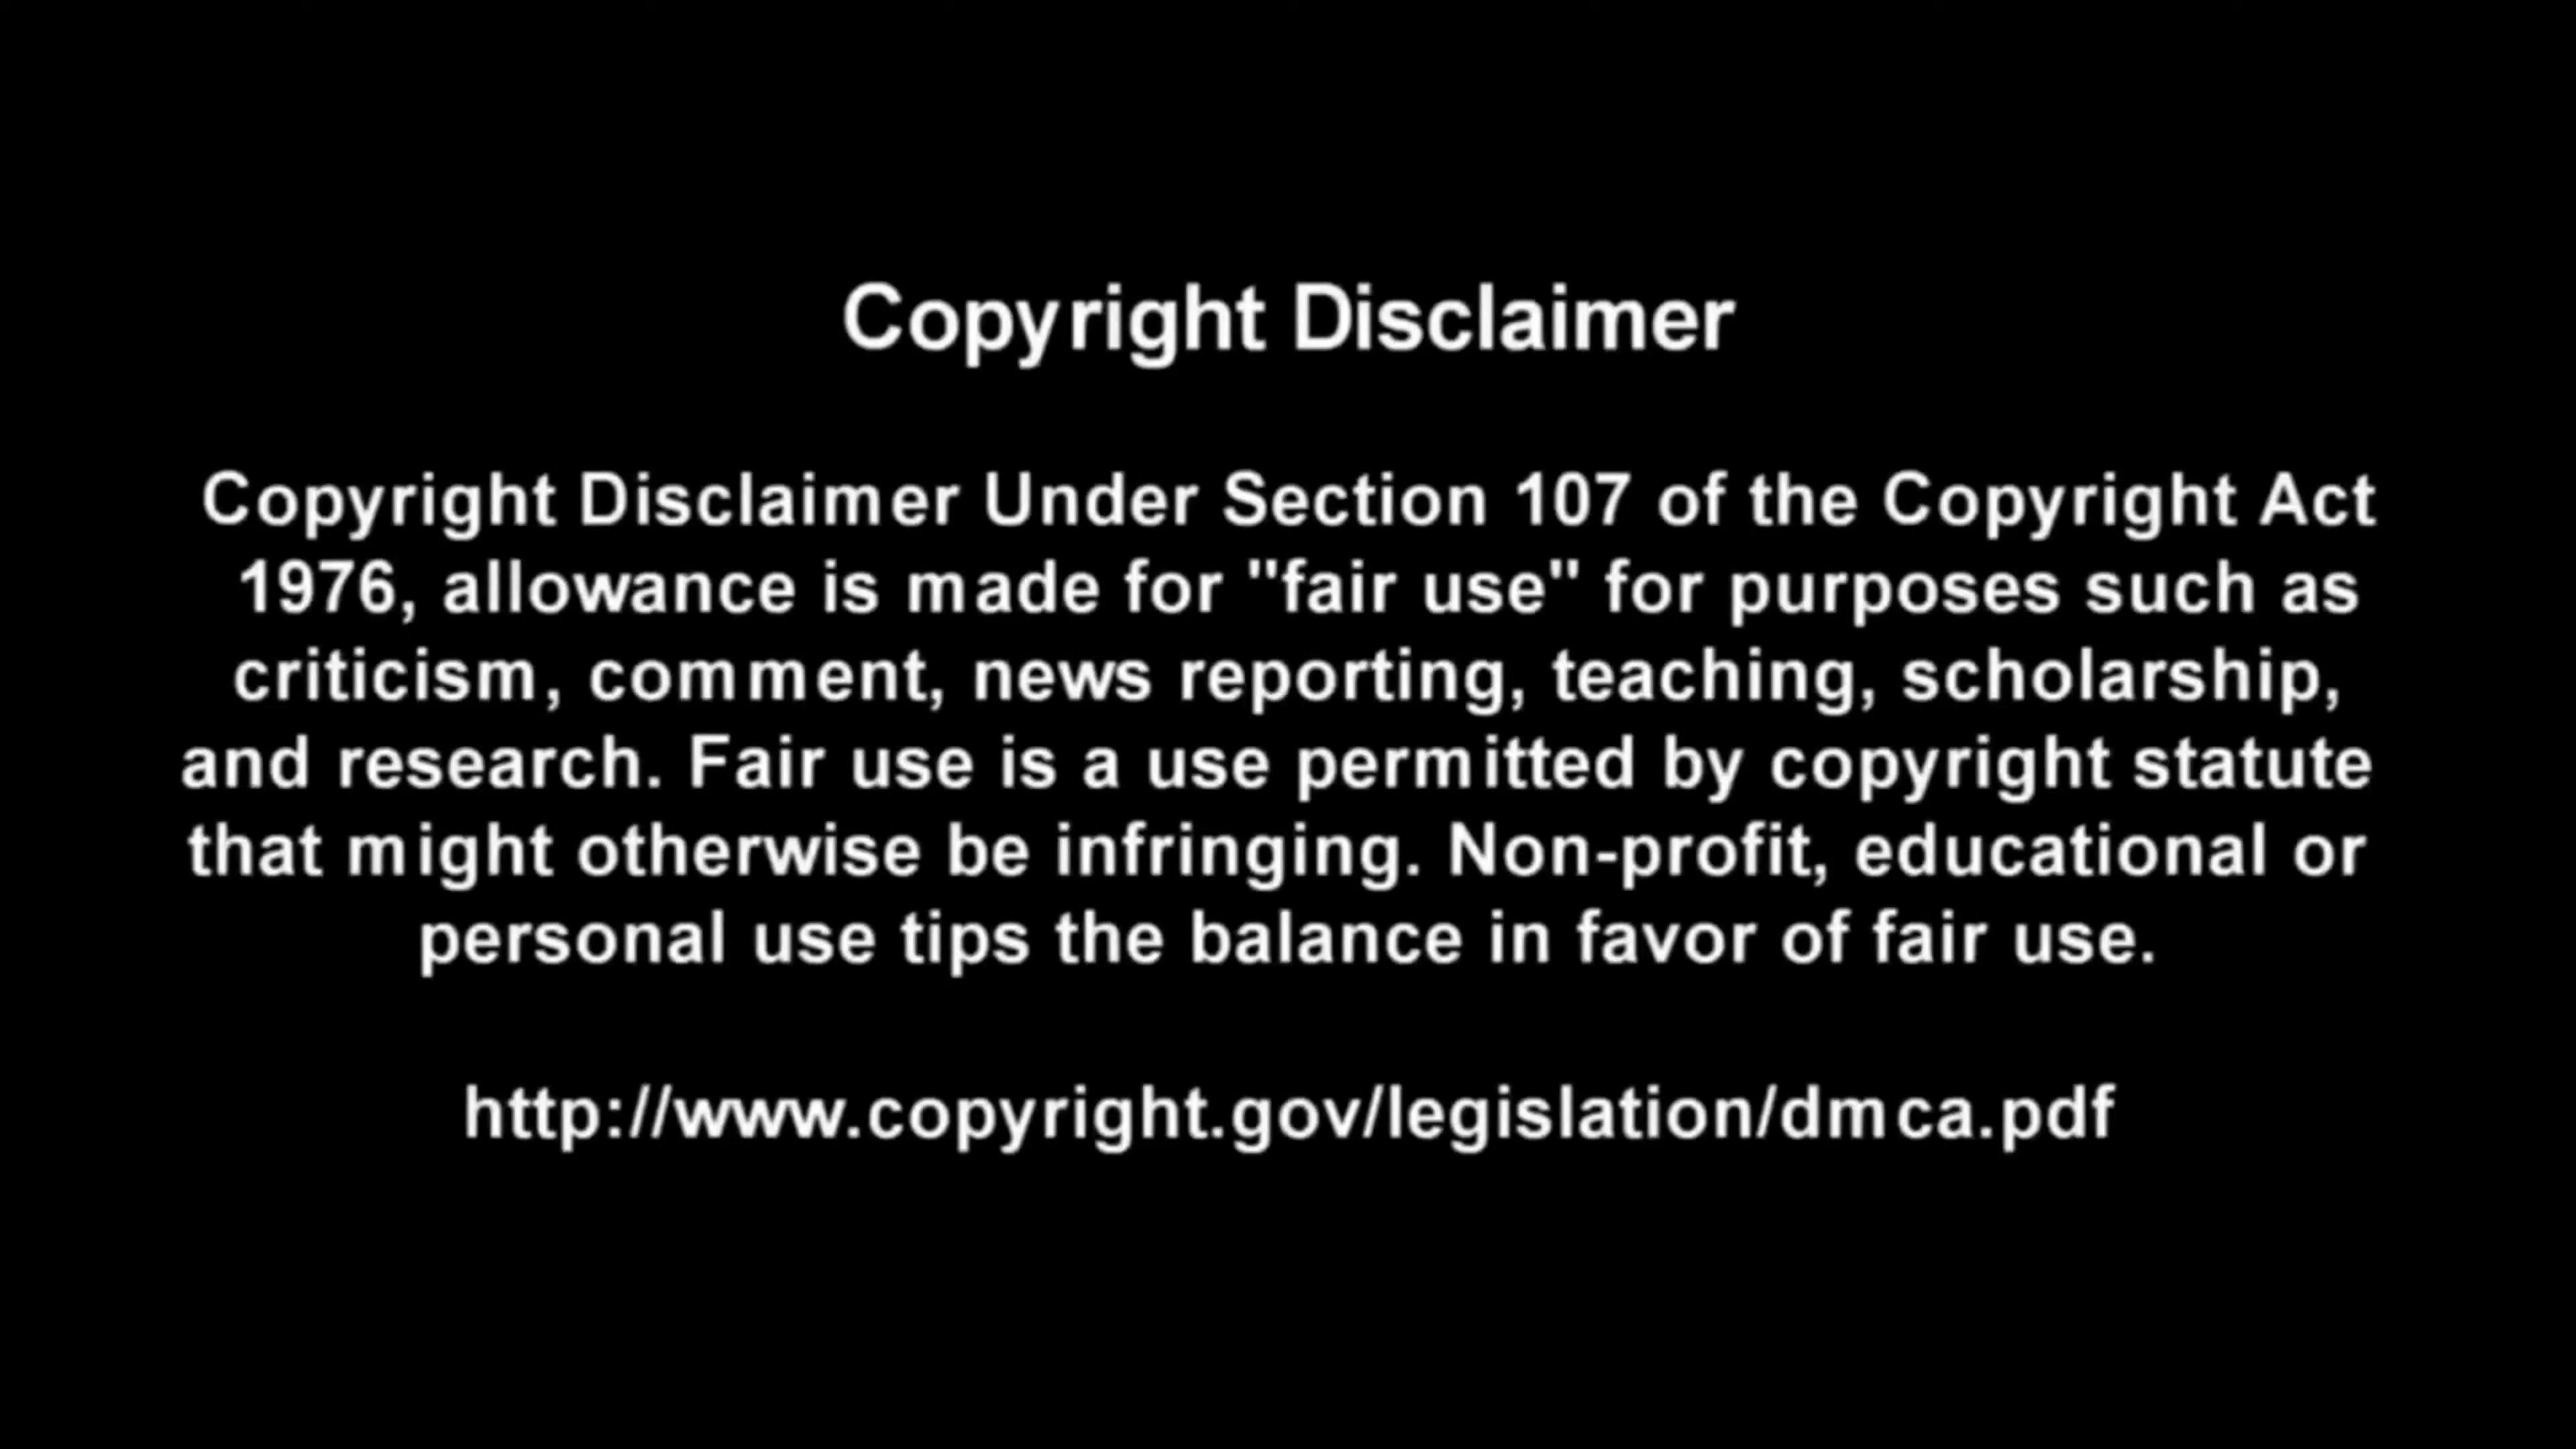 Copyright Disclaimer
Copyright Disclaimer Under Section 107 of the Copyright Act
1976, allowance is made for "fair use" for purposes such as
criticism, comment, news reporting, teaching, scholarship,
and research. Fair use is a use permitted by copyright statute
that might otherwise be infringing. Non-profit, educational or
personal use tips the balance in favor of fair use.
http://www.copyright.gov/legislation/dmca.pdf